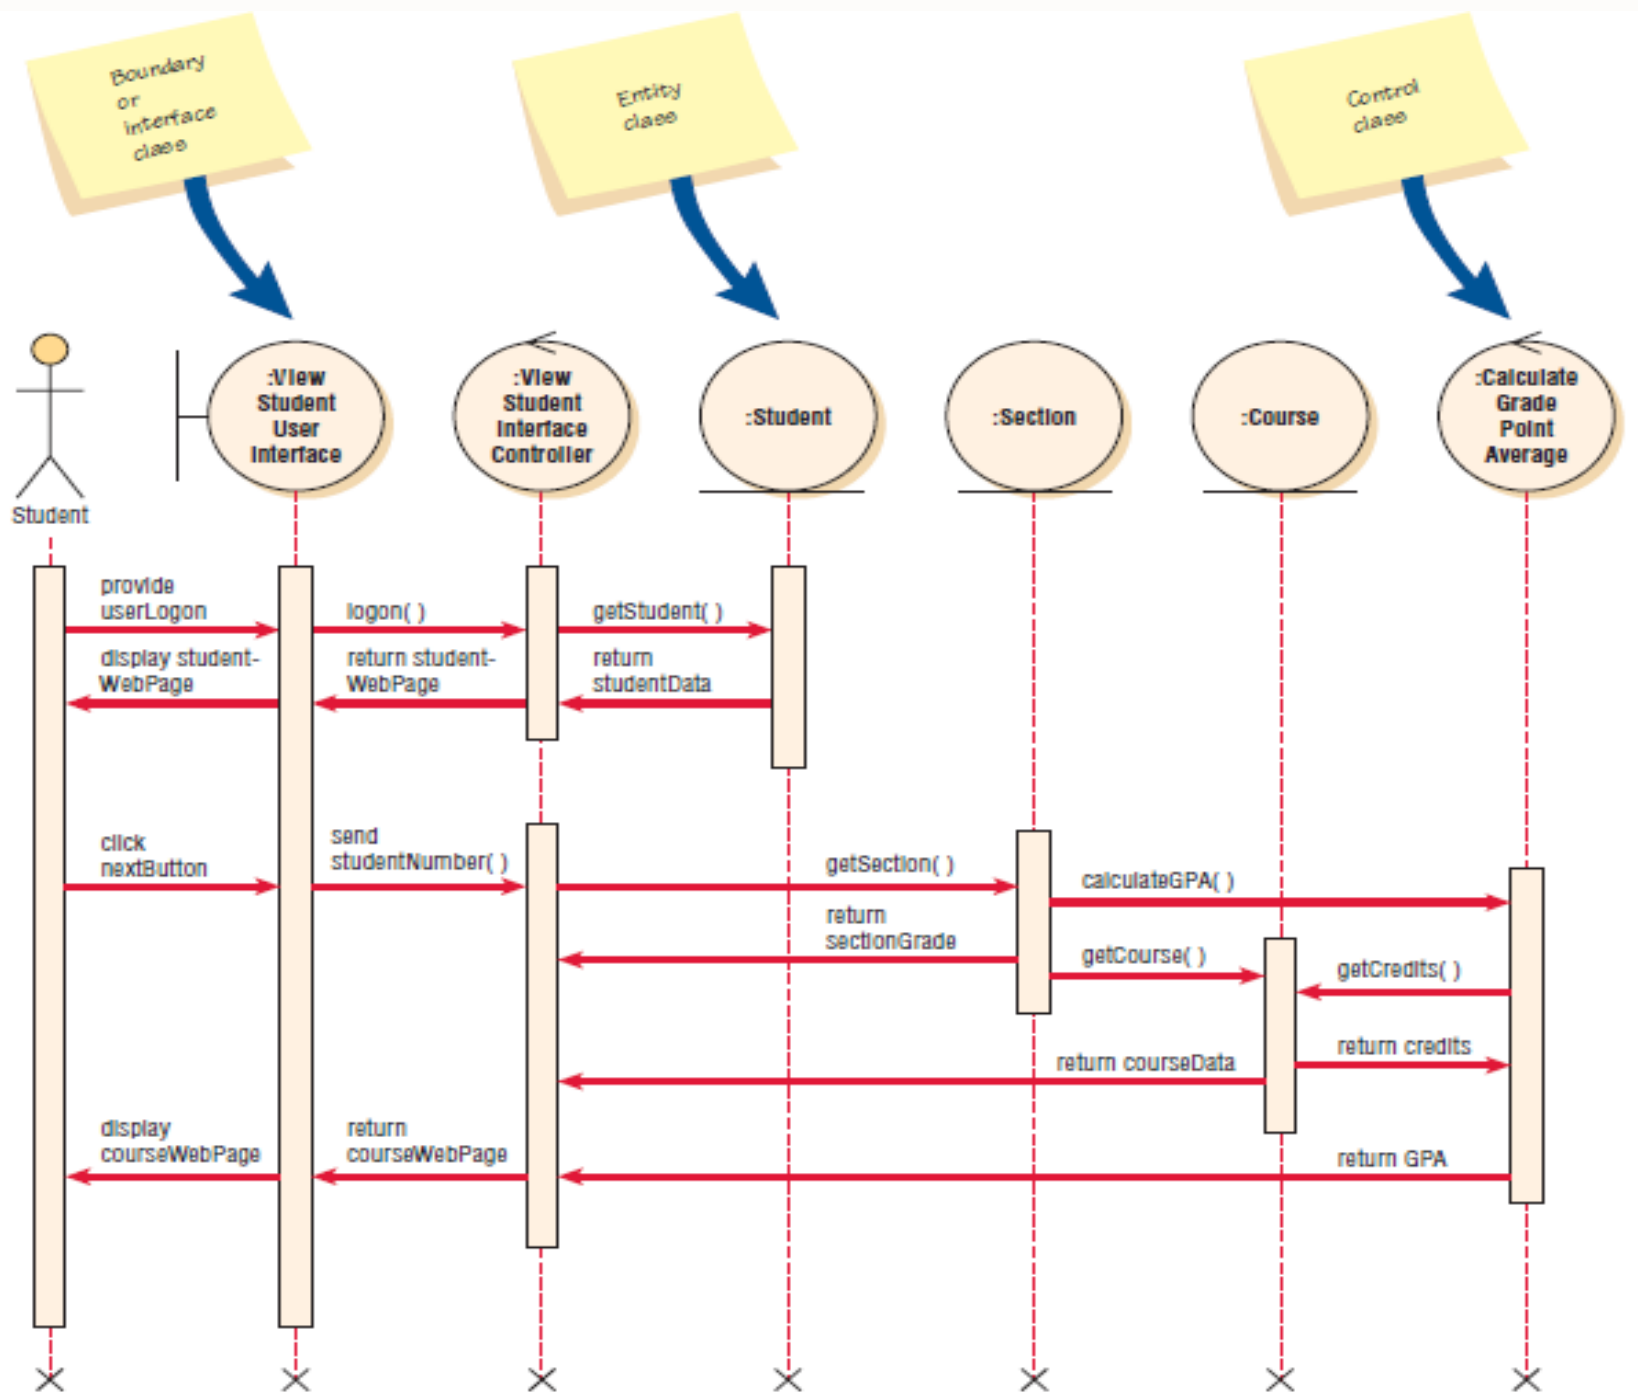 Boundary
or
interface
class
Entity
class
Control
class
:View
Student
User
Interface
:View
Student
Interface
Controller
:Student
:Section
:Course
:Calculate
Grade
Point
Average
Student
provide
userLogon
logon( )
getStudent( )
display student-
WebPage
return student-
WebPage
return
studentData
click
nextButton
send
studentNumber( )
getSection( )
calculateGPA( )
return
sectionGrade
getCourse( )
getCredits( )
return credits
return courseData
display
courseWebPage
return
courseWebPage
return GPA